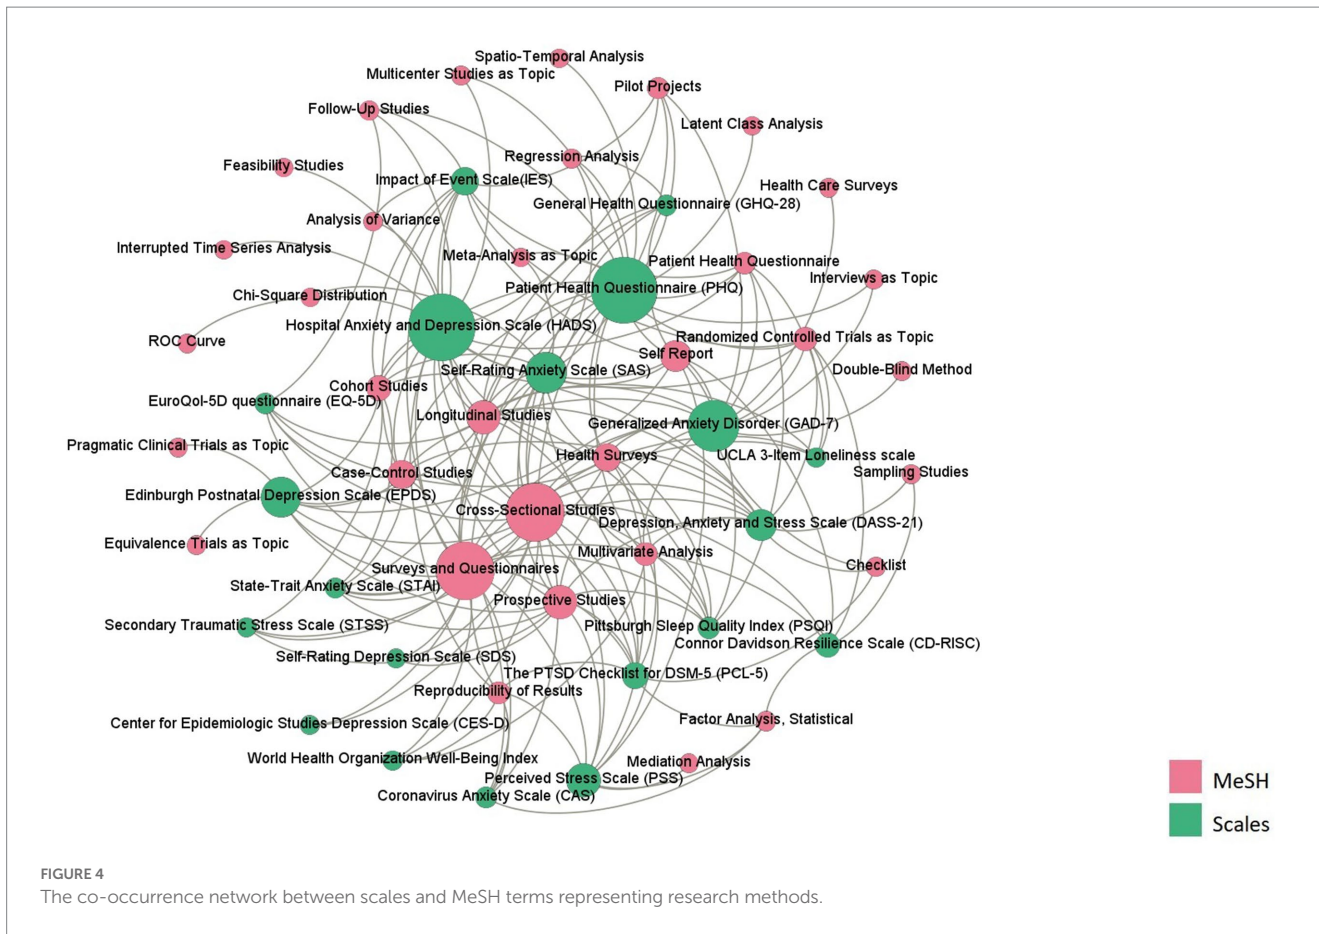 Spatio-Temporal Analysis
Multicenter Studies as Topic
Pilot Projects
Follow-Up Studies
Latent Class Analysis
Regression Analysis
Feasibility Studies
Impact of Event Scale(IES)
Health Care Surveys
General Health Questionnaire (GHQ-28)
Analysis of Variance
Interrupted Time Series Analysis
Meta-Analysis as Topic
Patient Health Questionnaire
Interviews as Topic
Patient Health Questionnaire (PHQ)
Chi-Square Distribution
Hospital Anxiety and Depression Scale (HADS)
Randomized Controlled Trials as Topic
ROC Curve
Self Report
Self-Rating Anxiety Scale (SAS)
Double-Blind Method
Cohort Studies
EuroQol-5D questionnaire (EQ-5D)
Longitudinal Studies
Generalized Anxiety Disorder (GAD-7)
Pragmatic Clinical Trials as Topic
Health Surveys
UCLA 3-Item Loneliness scale
Case-Control Studies
Sampling Studies
Edinburgh Postnatal Depression Scale (EPDS)
Cross-Sectional Studies
Depression, Anxiety and Stress Scale (DASS-21)
Equivalence Trials as Topic
Multivariate Analysis
Checklist
Surveys and Questionnaires
State-Trait Anxiety Scale (STAI)
Prospective Studies
Secondary Traumatic Stress Scale (STSS)
Pittsburgh Sleep Quality Index (PSQI)
Connor Davidson Resilience Scale (CD-RISC)
Self-Rating Depression Scale (SDS)
The PTSD Checklist for DSM-5 (PCL-5)
Reproducibility of Results
Factor Analysis, Statistical
Center for Epidemiologic Studies Depression Scale (CES-D)
World Health Organization Well-Being Index
Mediation Analysis
Perceived Stress Scale (PSS)
Coronavirus Anxiety Scale (CAS)
MeSH
Scales
FIGURE 4
The co-occurrence network between scales and MeSH terms representing research methods.